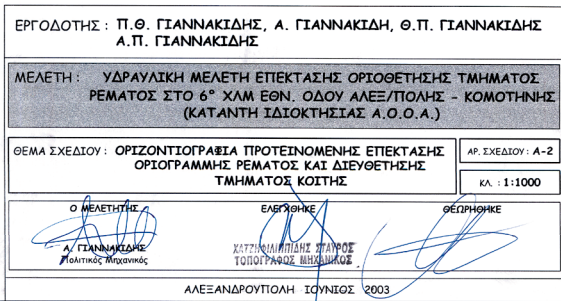 ΕΡΓΟΔΟΤΗΣ : Π.Θ. ΓΙΑΝΝΑΚΙΔΗΣ, Α. ΓΙΑΝΝΑΚΙΔΗ, Θ.Π. ΓΙΑΝΝΑΚΙΔΗΣ
Α.Π. ΓΙΑΝΝΑΚΙΔΗΣ
ΜΕΛΕΤΗ : ΥΔΡΑΥΛΙΚΗ ΜΕΛΕΤΗ ΕΠΕΚΤΑΣΗΣ ΟΡΙΟΘΕΤΗΣΗΣ ΤΜΗΜΑΤΟΣ
ΡΕΜΑΤΟΣ ΣΤΟ 6° ΧΛΜ ΕΘΝ. ΟΔΟΥ ΑΛΕΞ/ΠΟΛΗΣ - ΚΟΜΟΤΗΝΗΣ
(ΚΑΤΑΝΤΗ ΙΔΙΟΚΤΗΣΙΑΣ Α.Ο.Ο.Α.)
ΘΕΜΑ ΣΧΕΔΙΟΥ : ΟΡΙΖΟΝΤΙΟΓΡΑΦΙΑ ΠΡΟΤΕΙΝΟΜΕΝΗΣ ΕΠΕΚΤΑΣΗΣ
ΟΡΙΟΓΡΑΜΜΗΣ ΡΕΜΑΤΟΣ ΚΑΙ ΔΙΕΥΘΕΤΗΣΗΣ
ΤΜΗΜΑΤΟΣ ΚΟΙΤΗΣ
ΑΡ. ΣΧΕΔΙΟΥ : Α-2
ΚΛ. : 1:1000
Ο ΜΕΛΕΤΗΤΗΣ ΕΛΕΓΧΘΗΚΕ ΘΕΩΡΗΘΗΚΕ
Α. ΓΙΑΝΝΑΚΙΔΗΣ
Πολιτικός Μηχανικός
ΧΑΤΖΗΦΙΛΙΠΠΙΔΗΣ ΣΤΑΥΡΟΣ
ΤΟΠΟΓΡΑΦΟΣ ΜΗΧΑΝΙΚΟΣ
ΑΛΕΞΑΝΔΡΟΥΠΟΛΗ ΙΟΥΝΙΟΣ 2003